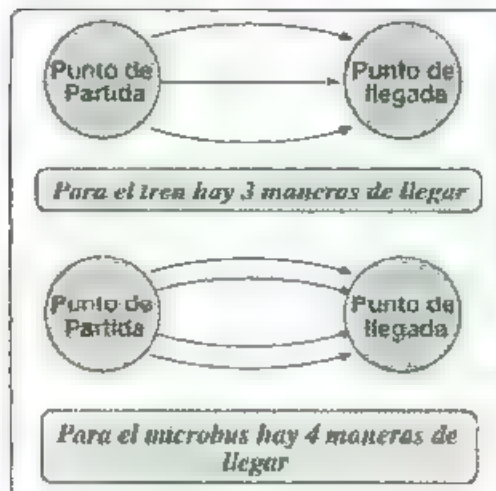 Punto de
Partida
Punto de
llegada
Para el tren hay 3 maneras de llegar
Punto de
Partida
Punto de
llegada
Para el microbus hay 4 maneras de
llegar